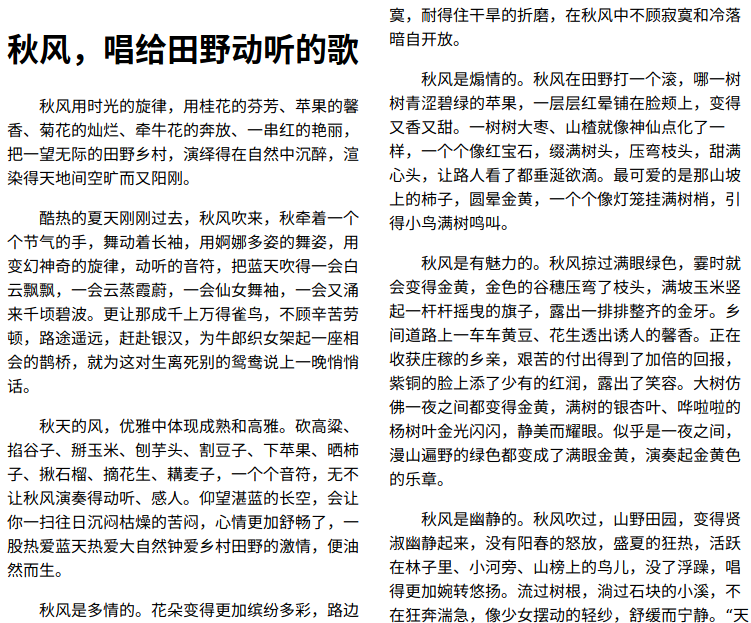 秋风，唱给田野动听的歌
秋风用时光的旋律，用桂花的芬芳、苹果的馨
香、菊花的灿烂、牵牛花的奔放、一串红的艳丽，
把一望无际的田野乡村，演绎得在自然中沉醉，渲
染得天地间空旷而又阳刚。
酷热的夏天刚刚过去，秋风吹来，秋牵着一个
个节气的手，舞动着长袖，用婀娜多姿的舞姿，用
变幻神奇的旋律，动听的音符，把蓝天吹得一会白
云飘飘，一会云蒸霞蔚，一会仙女舞袖，一会又涌
来千顷碧波。更让那成千上万得雀鸟，不顾辛苦劳
顿，路途遥远，赶赴银汉，为牛郎织女架起一座相
会的鹊桥，就为这对生离死别的鸳鸯说上一晚悄悄
话。
秋天的风，优雅中体现成熟和高雅。砍高粱、
掐谷子、掰玉米、刨芋头、割豆子、下苹果、晒柿
子、揪石榴、摘花生、耩麦子，一个个音符，无不
让秋风演奏得动听、感人。仰望湛蓝的长空，会让
你一扫往日沉闷枯燥的苦闷，心情更加舒畅了，一
股热爱蓝天热爱大自然钟爱乡村田野的激情，便油
然而生。
秋风是多情的。花朵变得更加缤纷多彩，路边
寞，耐得住干旱的折磨，在秋风中不顾寂寞和冷落
暗自开放。
秋风是煽情的。秋风在田野打一个滚，哪一树
树青涩碧绿的苹果，一层层红晕铺在脸颊上，变得
又香又甜。一树树大枣、山楂就像神仙点化了一
样，一个个像红宝石，缀满树头，压弯枝头，甜满
心头，让路人看了都垂涎欲滴。最可爱的是那山坡
上的柿子，圆晕金黄，一个个像灯笼挂满树梢，引
得小鸟满树鸣叫。
秋风是有魅力的。秋风掠过满眼绿色，霎时就
会变得金黄，金色的谷穗压弯了枝头，满坡玉米竖
起一杆杆摇曳的旗子，露出一排排整齐的金牙。乡
间道路上一车车黄豆、花生透出诱人的馨香。正在
收获庄稼的乡亲，艰苦的付出得到了加倍的回报，
紫铜的脸上添了少有的红润，露出了笑容。大树仿
佛一夜之间都变得金黄，满树的银杏叶、哗啦啦的
杨树叶金光闪闪，静美而耀眼。似乎是一夜之间，
漫山遍野的绿色都变成了满眼金黄，演奏起金黄色
的乐章。
秋风是幽静的。秋风吹过，山野田园，变得贤
淑幽静起来，没有阳春的怒放，盛夏的狂热，活跃
在林子里、小河旁、山榜上的鸟儿，没了浮躁，唱
得更加婉转悠扬。流过树根，淌过石块的小溪，不
在狂奔湍急，像少女摆动的轻纱，舒缓而宁静。“天